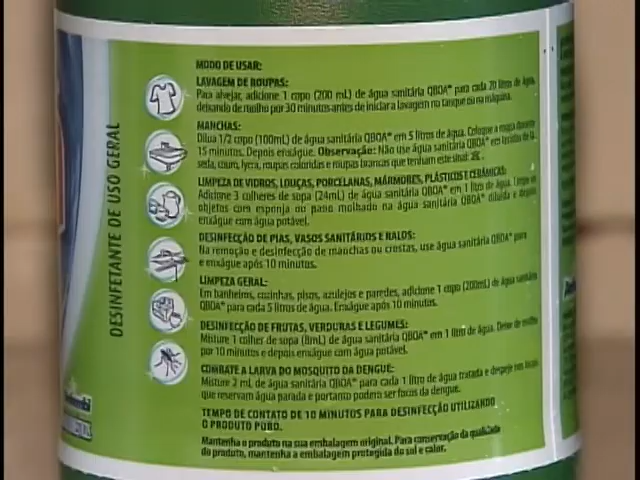 DESINFETANTE DE USO GERAL
MODO DE USAR:
LAVAGEM DE ROUPAS:
Para alvejar, adicione 1 copo (200 mL) de água sanitária QBOA® para cada 20 litros de água,
deixando de molho por 30 minutos antes de iniciar a lavagem no tanque ou na máquina.
MANCHAS:
Dilua 1/2 copo (100mL) de água sanitária QBOA® em 5 litros de água. Coloque a roupa durante
15 minutos. Depois enxágue. Observação: Não use água sanitária QBOA® em tecidos de lã,
seda, couro, lycra, roupas coloridas e roupas brancas que tenham este sinal:
LIMPEZA DE VIDROS, LOUÇAS, PORCELANAS, MÁRMORES, PLÁSTICOS E CERÂMICAS:
Adicione 3 colheres de sopa (24mL) de água sanitária QBOA® em 1 litro de água. Limpe os
objetos com esponja ou pano molhado na água sanitária QBOA® diluída e depois
enxágue com água potável.
DESINFECÇÃO DE PIAS, VASOS SANITÁRIOS E RALOS:
Na remoção e desinfecção de manchas ou crostas, use água sanitária QBOA® puro
e enxágue após 10 minutos.
LIMPEZA GERAL:
Em banheiros, cozinhas, pisos, azulejos e paredes, adicione 1 copo (200mL) de água sanitária
QBOA® para cada 5 litros de água. Enxágue após 10 minutos.
DESINFECÇÃO DE FRUTAS, VERDURAS E LEGUMES:
Misture 1 colher de sopa (8mL) de água sanitária QBOA® em 1 litro de água. Deixe de molho
por 10 minutos e depois enxágue com água potável.
COMBATE A LARVA DO MOSQUITO DA DENGUE:
Misture 2 mL de água sanitária QBOA® para cada 1 litro de água tratada e despeje nos locais
que reservam água parada e portanto podem ser focos da dengue.
TEMPO DE CONTATO DE 10 MINUTOS PARA DESINFECÇÃO UTILIZANDO
O PRODUTO PURO.
Mantenha o produto na sua embalagem original. Para conservação da qualidade
do produto, mantenha a embalagem protegida do sol e calor.